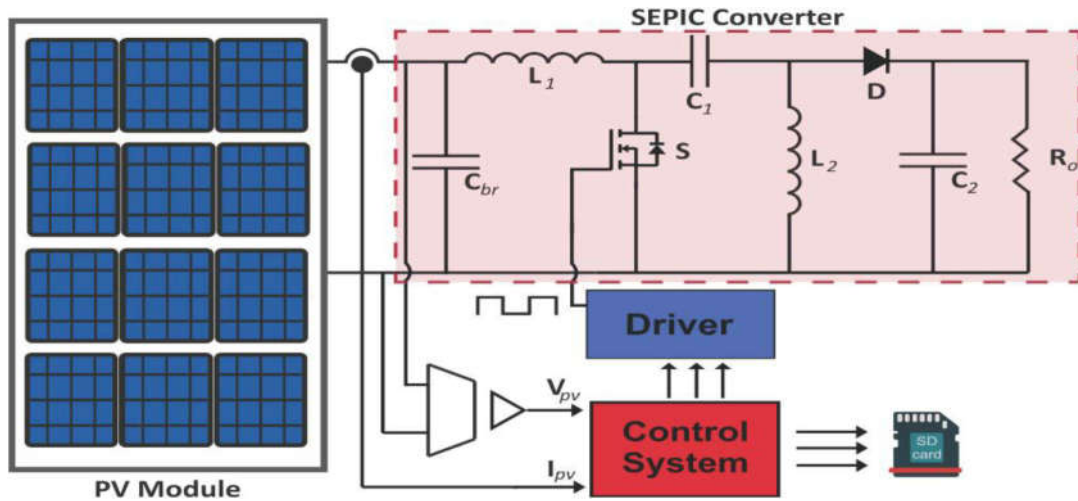 SEPIC Converter
L1
C1
D
S
Cbr
L2
C2
Ro
Driver
Vpv
Control
System
Ipv
SD
card
PV Module